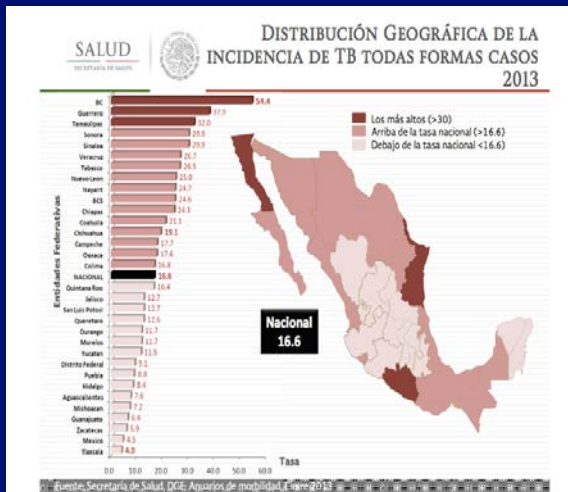 SALUD
SECRETARÍA DE SALUD
DISTRIBUCIÓN GEOGRÁFICA DE LA
INCIDENCIA DE TB TODAS FORMAS CASOS
2013
Entidades Federativas
BC 54.4
Guerrero 37.9
Tamaulipas 32.0
Sonora 29.9
Sinaloa 29.9
Veracruz 26.7
Tabasco 26.5
Nuevo Leon 25.0
Nayarit 24.7
BCS 24.6
Chiapas 24.3
Coahuila 21.1
Chihuahua 19.1
Campeche 17.7
Oaxaca 17.6
Colima 16.8
NACIONAL 16.6
Quintana Roo 16.4
Jalisco 12.7
San Luis Potosí 12.7
Queretaro 12.6
Durango 11.7
Morelos 11.7
Yucatan 11.5
Distrito Federal 9.1
Puebla 8.8
Hidalgo 8.4
Aguascalientes 7.6
Michoacan 7.2
Guanajuato 6.4
Zacatecas 5.9
Mexico 4.5
Tlaxcala 4.0
0.0 10.0 20.0 30.0 40.0 50.0 60.0
Tasa
Los más altos (>30)
Arriba de la tasa nacional (>16.6)
Debajo de la tasa nacional <16.6)
Nacional
16.6
Fuente: Secretaria de Salud, DGE; Anuarios de morbilidad, Cierre 2013